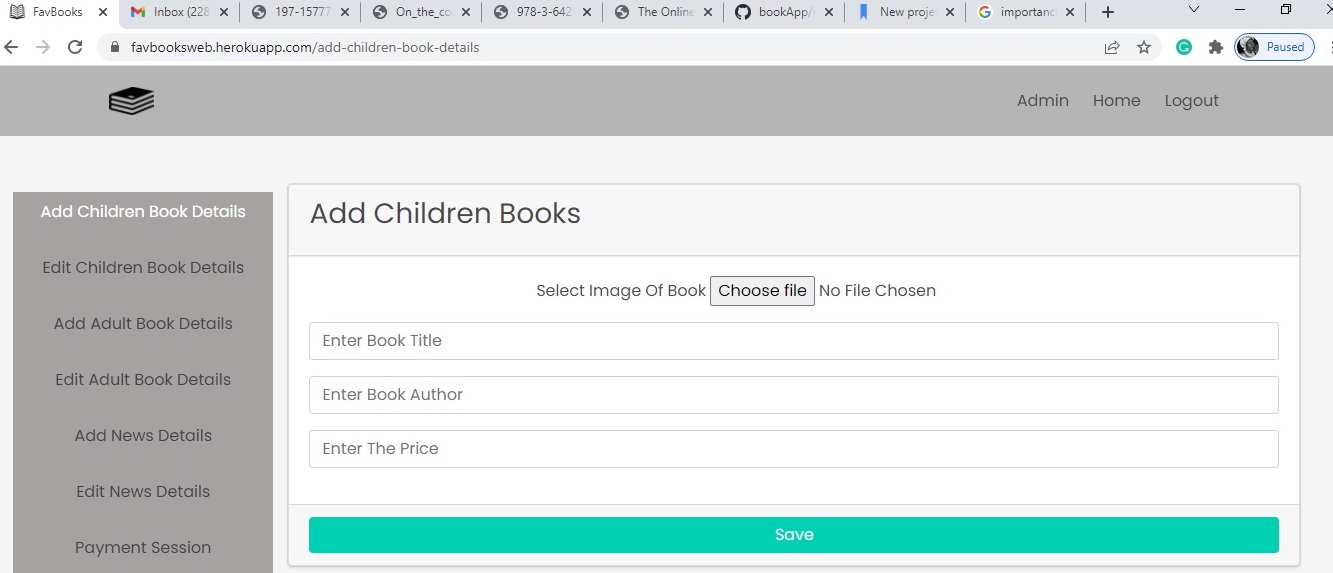 FavBooks Inbox (228 197-15777 On_the_co 978-3-642 The Online bookApp/ New proje importance
favbooksweb.herokuapp.com/add-children-book-details Paused
Admin Home Logout
Add Children Book Details
Edit Children Book Details
Add Adult Book Details
Edit Adult Book Details
Add News Details
Edit News Details
Payment Session
Add Children Books
Select Image Of Book Choose file No File Chosen
Enter Book Title
Enter Book Author
Enter The Price
Save